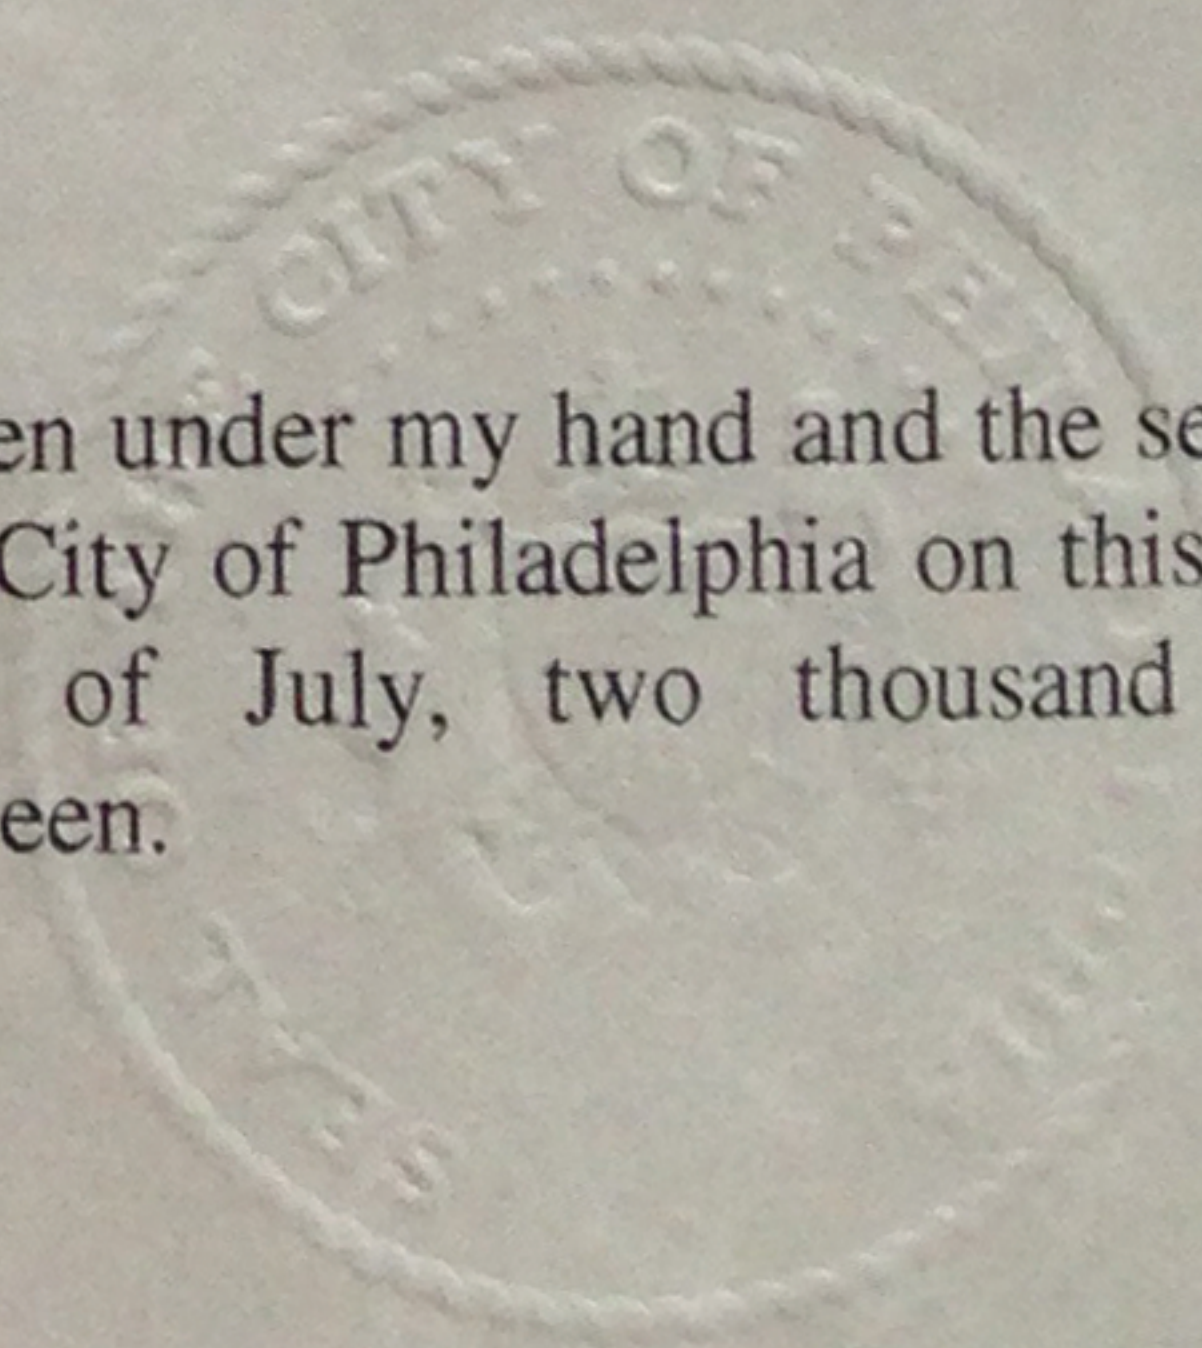 CITY OF
en under my hand and the se
City of Philadelphia on this
of July, two thousand
een.